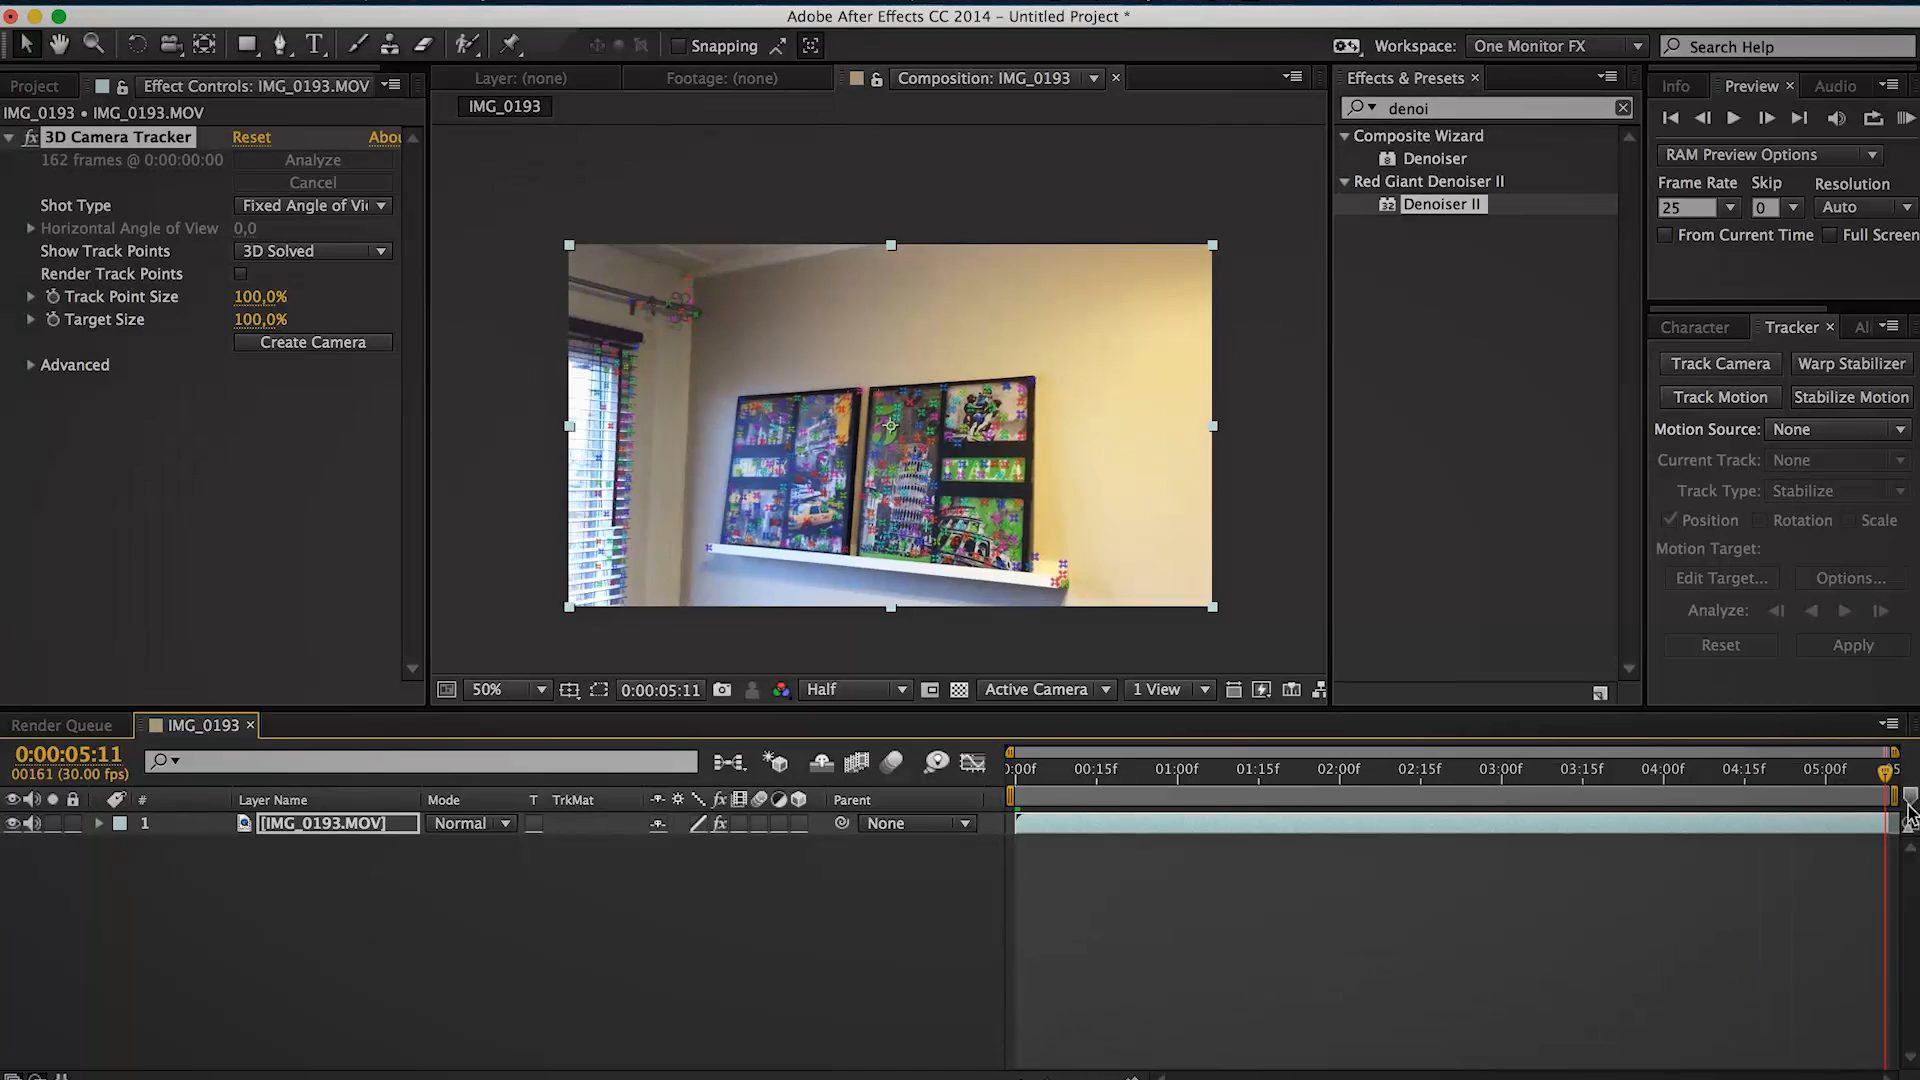 Adobe After Effects CC 2014 – Untitled Project *
Snapping
Workspace: One Monitor FX
Search Help
Project
Effect Controls: IMG_0193.MOV
IMG_0193 • IMG_0193.MOV
fx 3D Camera Tracker Reset Abou
162 frames @ 0:00:00:00 Analyze
Cancel
Shot Type Fixed Angle of Vi
Horizontal Angle of View 0,0
Show Track Points 3D Solved
Render Track Points
Track Point Size 100,0%
Target Size 100,0%
Create Camera
Advanced
Layer: (none)
Footage: (none)
Composition: IMG_0193
IMG_0193
50%
0:00:05:11
Half
Active Camera
1 View
Effects & Presets
denoi
Composite Wizard
8 Denoiser
Red Giant Denoiser II
32 Denoiser II
Info
Preview
Audio
RAM Preview Options
Frame Rate Skip Resolution
25 0 Auto
From Current Time Full Screen
Character
Tracker
Al
Track Camera Warp Stabilizer
Track Motion Stabilize Motion
Motion Source: None
Current Track: None
Track Type: Stabilize
Position Rotation Scale
Motion Target:
Edit Target... Options...
Analyze:
Reset Apply
Render Queue
IMG_0193
0:00:05:11
00161 (30.00 fps)
:00f 00:15f 01:00f 01:15f 02:00f 02:15f 03:00f 03:15f 04:00f 04:15f 05:00f 05
# Layer Name Mode T TrkMat fx Parent
1 [IMG_0193.MOV] Normal fx None